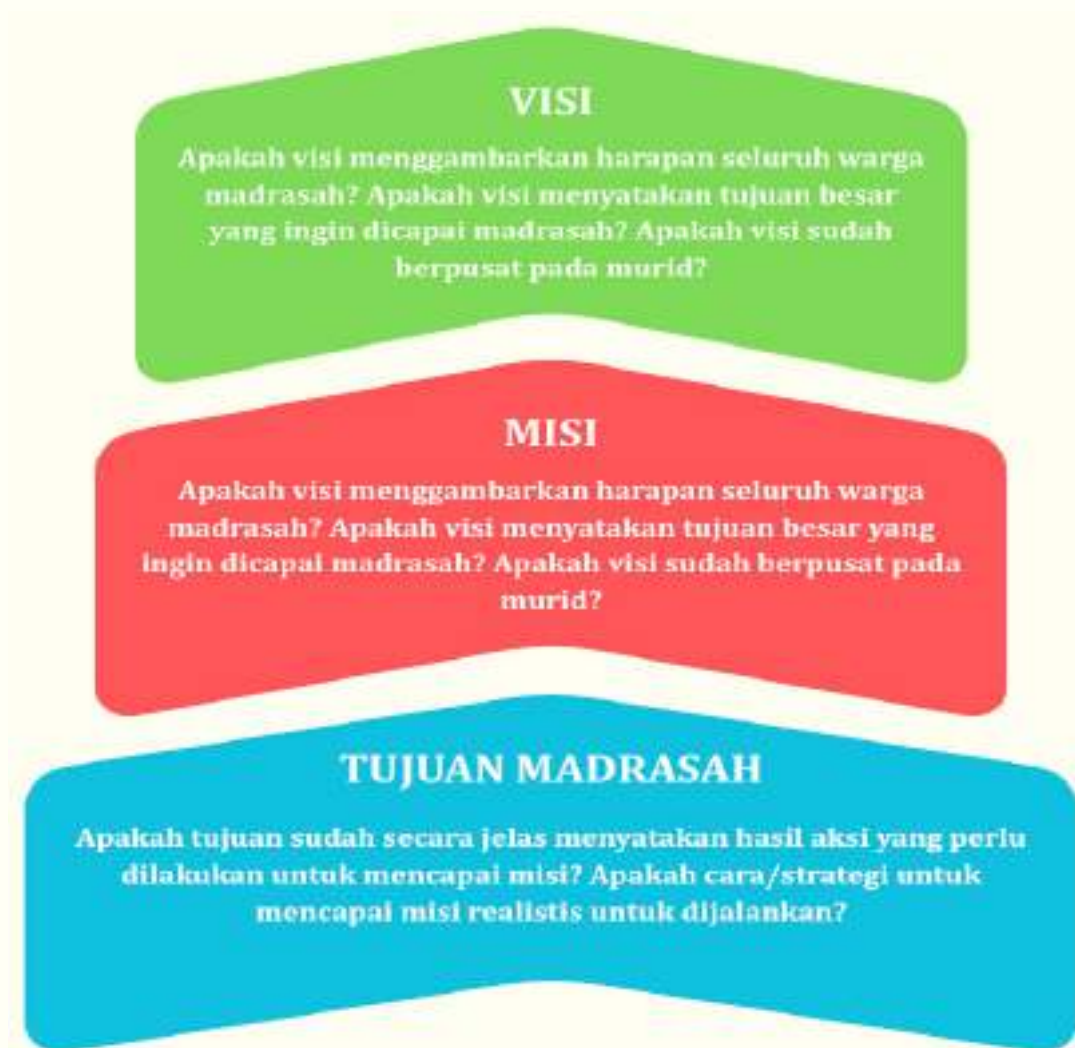 VISI
Apakah visi menggambarkan harapan seluruh warga
madrasah? Apakah visi menyatakan tujuan besar
yang ingin dicapai madrasah? Apakah visi sudah
berpusat pada murid?
MISI
Apakah visi menggambarkan harapan seluruh warga
madrasah? Apakah visi menyatakan tujuan besar yang
ingin dicapai madrasah? Apakah visi sudah berpusat pada
murid?
TUJUAN MADRASAH
Apakah tujuan sudah secara jelas menyatakan hasil aksi yang perlu
dilakukan untuk mencapai misi? Apakah cara/strategi untuk
mencapai misi realistis untuk dijalankan?